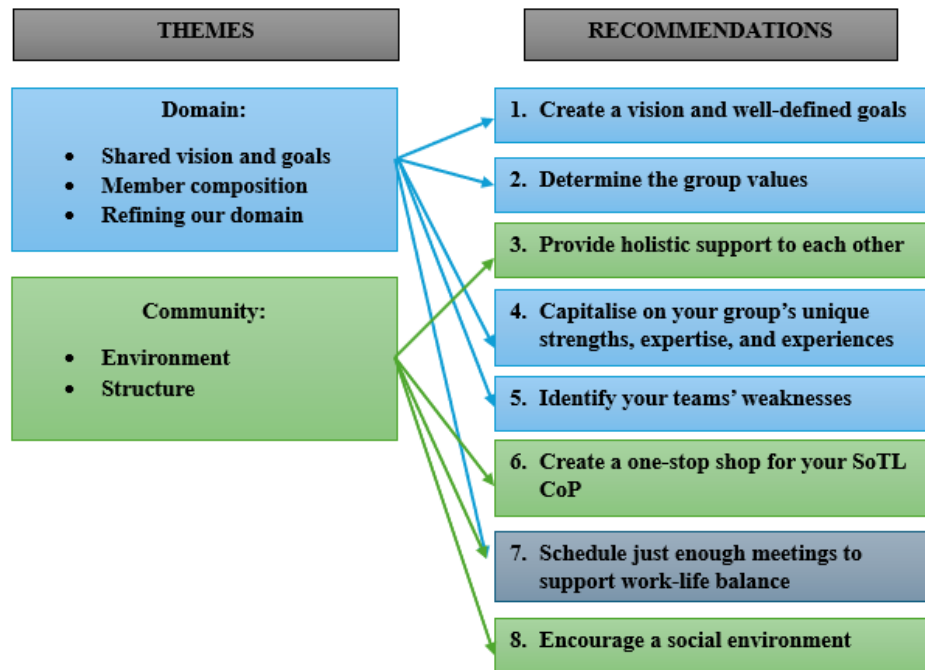 THEMES
RECOMMENDATIONS
Domain:
• Shared vision and goals
• Member composition
• Refining our domain
Community:
• Environment
• Structure
1. Create a vision and well-defined goals
2. Determine the group values
3. Provide holistic support to each other
4. Capitalise on your group’s unique
strengths, expertise, and experiences
5. Identify your teams’ weaknesses
6. Create a one-stop shop for your SoTL
CoP
7. Schedule just enough meetings to
support work-life balance
8. Encourage a social environment